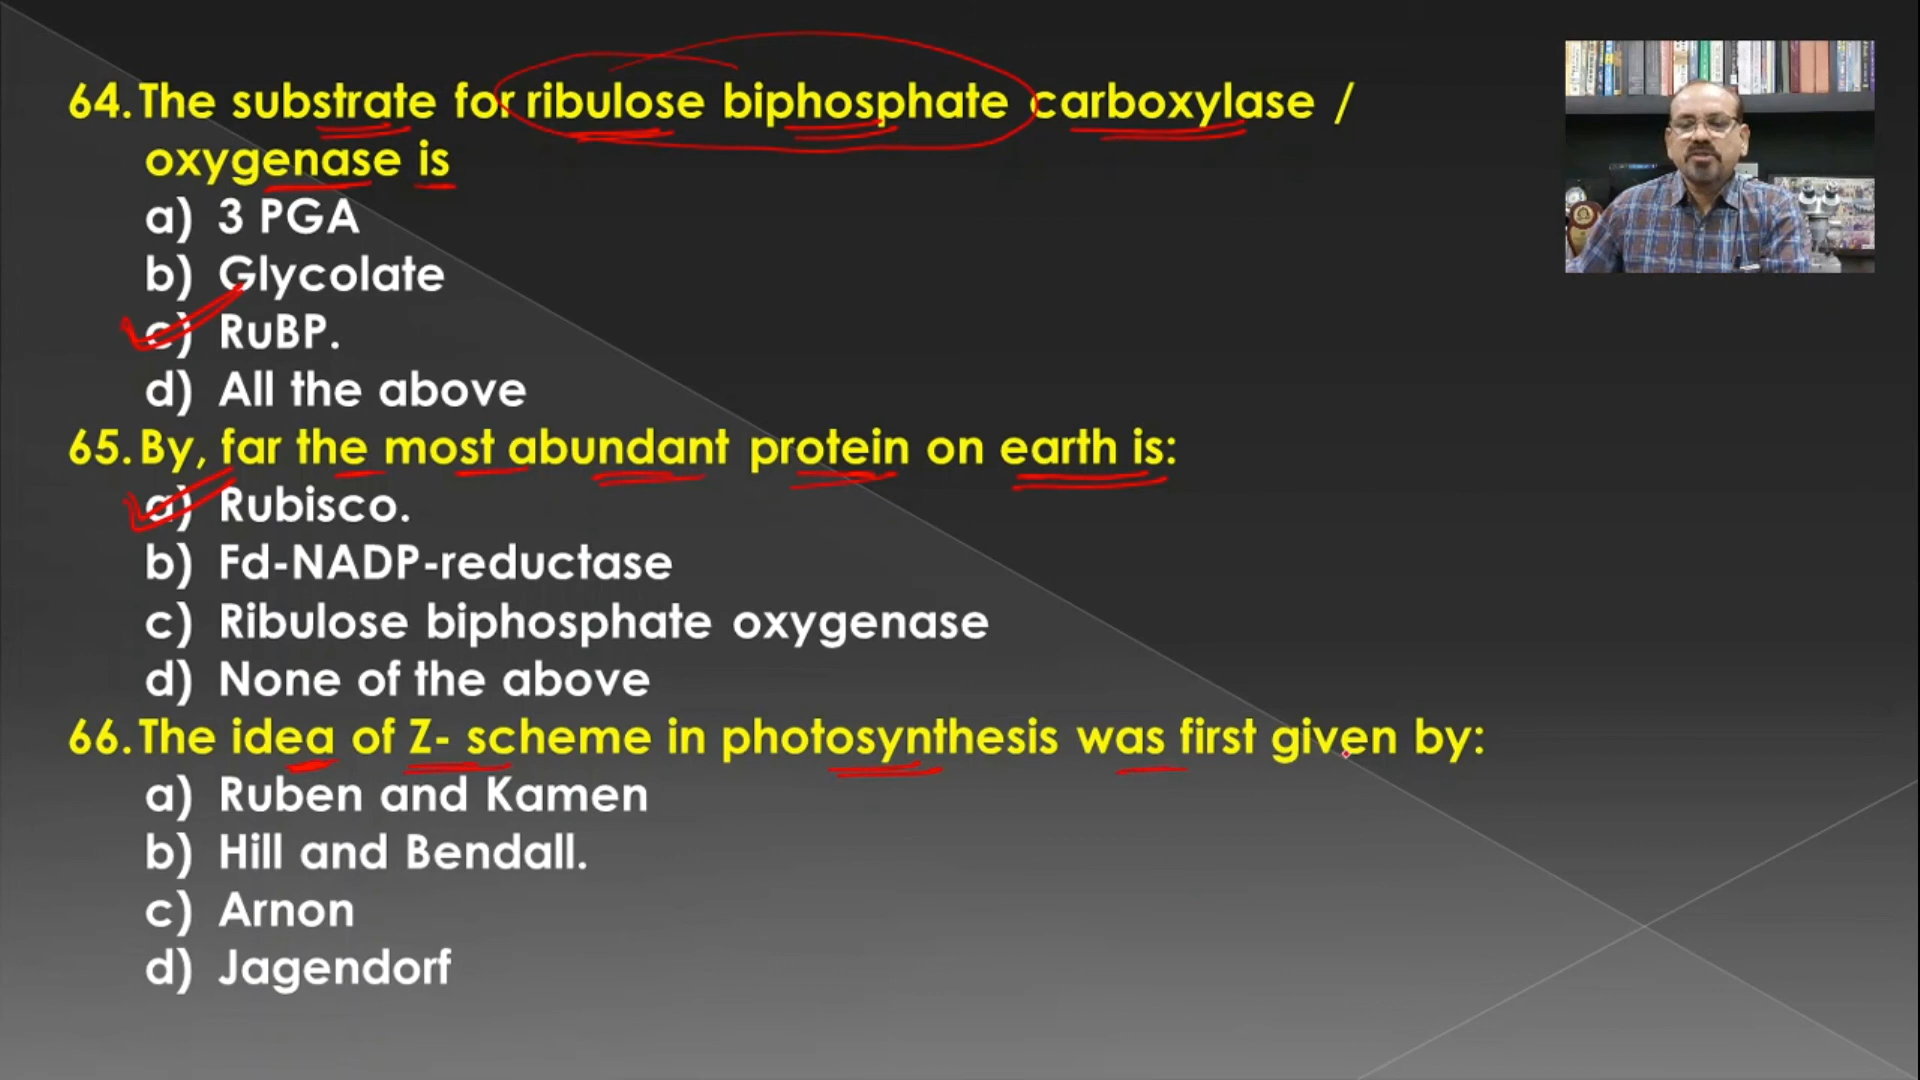 64. The substrate for ribulose biphosphate carboxylase /
oxygenase is
a) 3 PGA
b) Glycolate
c) RuBP.
d) All the above
65. By, far the most abundant protein on earth is:
a) Rubisco.
b) Fd-NADP-reductase
c) Ribulose biphosphate oxygenase
d) None of the above
66. The idea of Z- scheme in photosynthesis was first given by:
a) Ruben and Kamen
b) Hill and Bendall.
c) Arnon
d) Jagendorf